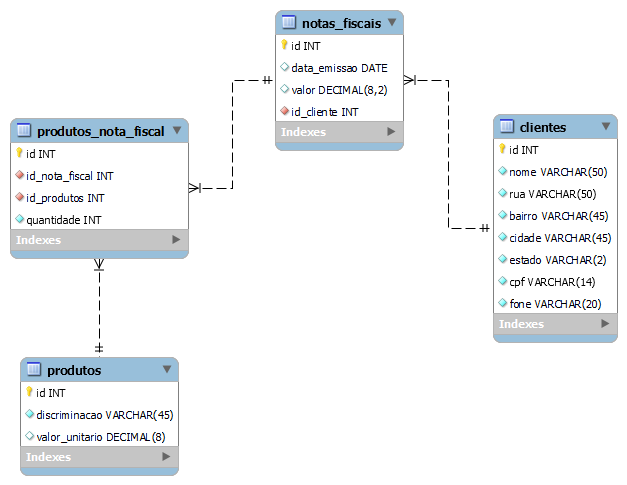 notas_fiscais
id INT
data_emissao DATE
valor DECIMAL(8,2)
id_cliente INT
Indexes
produtos_nota_fiscal
id INT
id_nota_fiscal INT
id_produtos INT
quantidade INT
Indexes
clientes
id INT
nome VARCHAR(50)
rua VARCHAR(50)
bairro VARCHAR(45)
cidade VARCHAR(45)
estado VARCHAR(2)
cpf VARCHAR(14)
fone VARCHAR(20)
Indexes
produtos
id INT
discriminacao VARCHAR(45)
valor_unitario DECIMAL(8)
Indexes